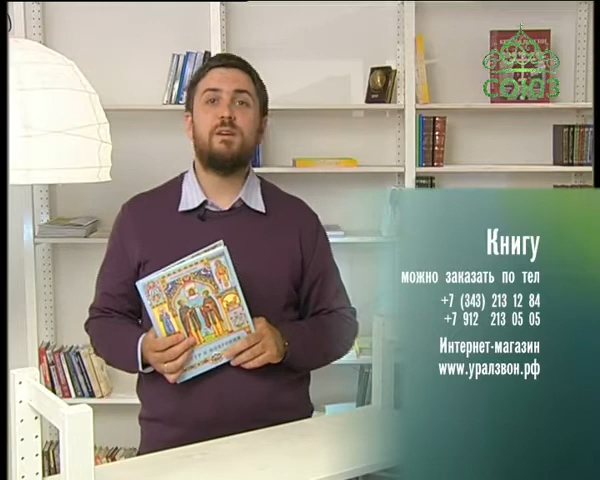 СОЮЗ
Книгу
можно заказать по тел
+7 (343) 213 12 84
+7 912 213 05 05
Интернет-магазин
www.уралзвон.рф